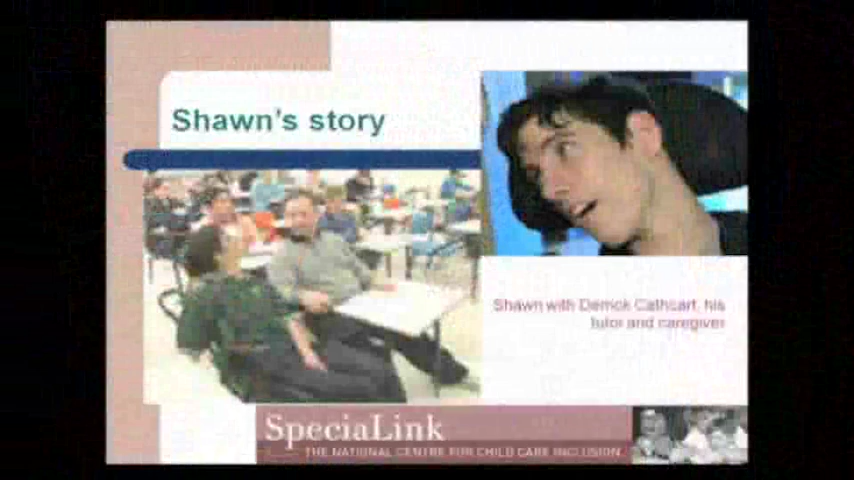 Shawn's story
Shawn with Derrick Cathcart, his
tutor and caregiver
SpeciaLink
THE NATIONAL CENTRE FOR CHILD CARE INCLUSION